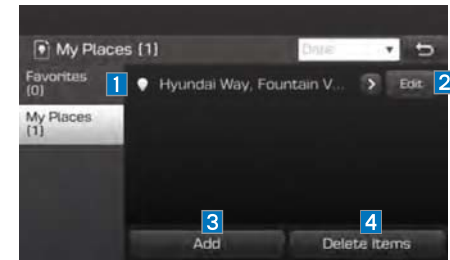 My Places (1)
Favorites
(0)
1 Hyundai Way, Fountain V... Edit 2
My Places
(1)
3 4
Add Delete Items